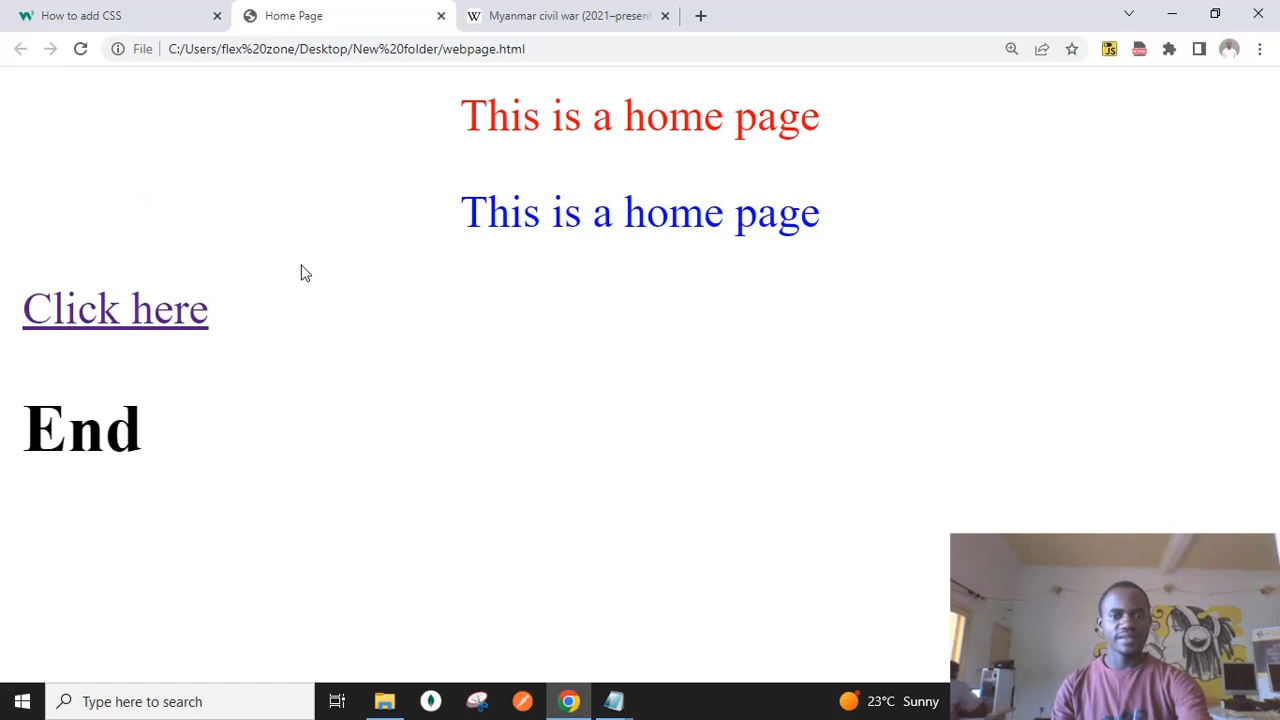 How to add CSS
Home Page
Myanmar civil war (2021–present
File
C:/Users/flex%20zone/Desktop/New%20folder/webpage.html
This is a home page
This is a home page
Click here
End
Type here to search
23°C Sunny